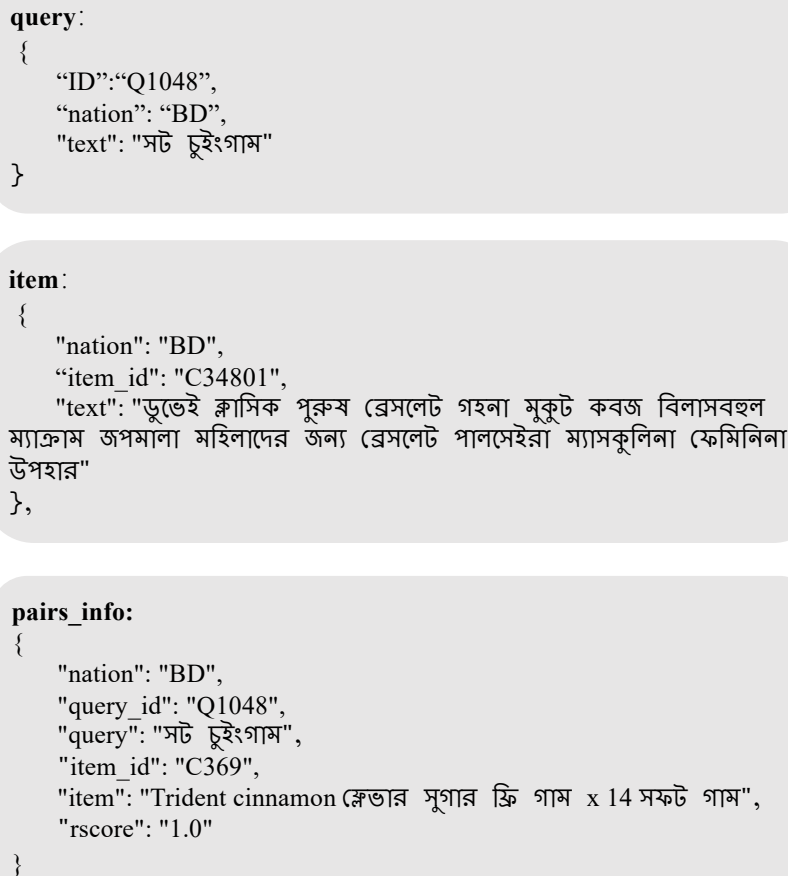 query:
{
“ID”:“Q1048”,
“nation”: “BD”,
"text": "সট চুইংগাম"
}
item:
{
"nation": "BD",
“item_id": "C34801",
"text": "ডুভেই ক্লাসিক পুরুষ ব্রেসলেট গহনা মুকুট কবজ বিলাসবহুল
ম্যাক্রাম জপমালা মহিলাদের জন্য ব্রেসলেট পালসেইরা ম্যাসকুলিনা ফেমিনিনা
উপহার"
},
pairs_info:
{
"nation": "BD",
"query_id": "Q1048",
"query": "সট চুইংগাম",
"item_id": "C369",
"item": "Trident cinnamon ফ্লেভার সুগার ফ্রি গাম x 14 সফট গাম",
"rscore": "1.0"
}